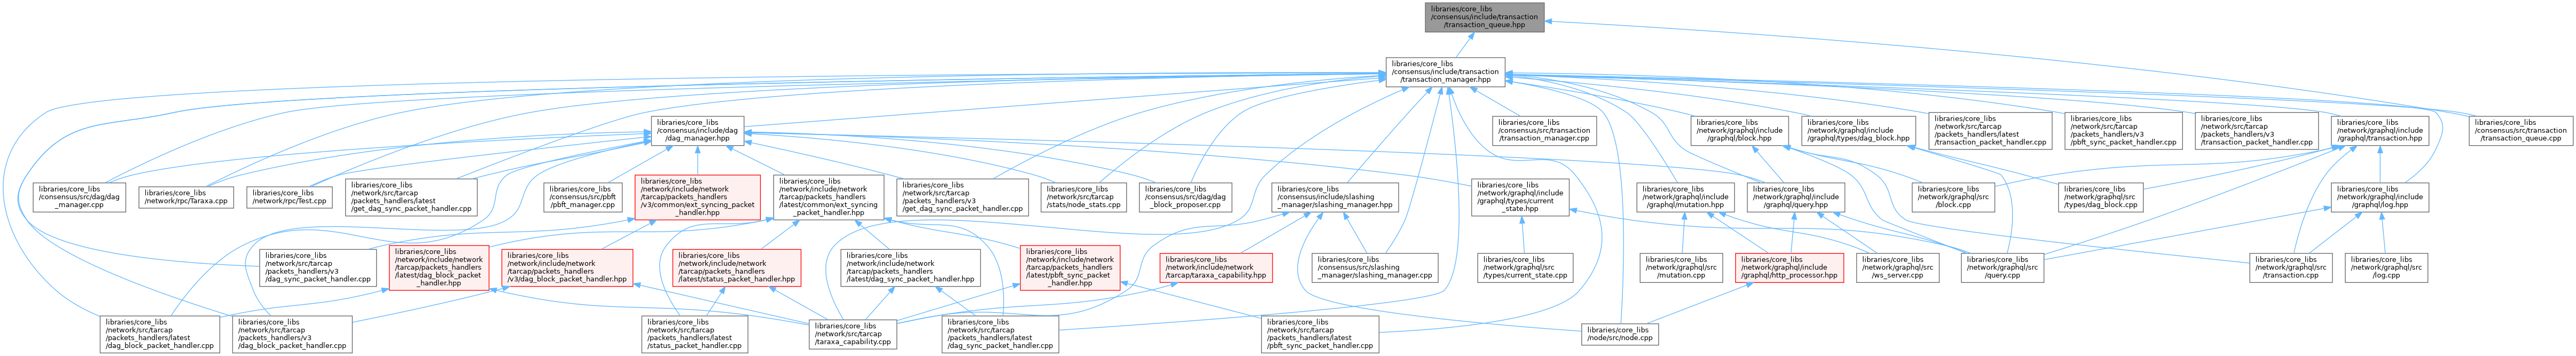 libraries/core_libs
/consensus/include/transaction
/transaction_queue.hpp
libraries/core_libs
/consensus/include/transaction
/transaction_manager.hpp
libraries/core_libs
/consensus/include/dag
/dag_manager.hpp
libraries/core_libs
/consensus/src/transaction
/transaction_manager.cpp
libraries/core_libs
/network/graphql/include
/graphql/block.hpp
libraries/core_libs
/network/graphql/include
/graphql/types/dag_block.hpp
libraries/core_libs
/network/src/tarcap
/packets_handlers/latest
/transaction_packet_handler.cpp
libraries/core_libs
/network/src/tarcap
/packets_handlers/v3
/pbft_sync_packet_handler.cpp
libraries/core_libs
/network/src/tarcap
/packets_handlers/v3
/transaction_packet_handler.cpp
libraries/core_libs
/network/graphql/include
/graphql/transaction.hpp
libraries/core_libs
/consensus/src/transaction
/transaction_queue.cpp
libraries/core_libs
/consensus/src/dag/dag
_manager.cpp
libraries/core_libs
/network/rpc/Taraxa.cpp
libraries/core_libs
/network/rpc/Test.cpp
libraries/core_libs
/network/src/tarcap
/packets_handlers/latest
/get_dag_sync_packet_handler.cpp
libraries/core_libs
/consensus/src/pbft
/pbft_manager.cpp
libraries/core_libs
/network/include/network
/tarcap/packets_handlers
/v3/common/ext_syncing_packet
_handler.hpp
libraries/core_libs
/network/include/network
/tarcap/packets_handlers
/latest/common/ext_syncing
_packet_handler.hpp
libraries/core_libs
/network/src/tarcap
/packets_handlers/v3
/get_dag_sync_packet_handler.cpp
libraries/core_libs
/network/src/tarcap
/stats/node_stats.cpp
libraries/core_libs
/consensus/src/dag/dag
_block_proposer.cpp
libraries/core_libs
/consensus/include/slashing
_manager/slashing_manager.hpp
libraries/core_libs
/network/graphql/include
/graphql/types/current
_state.hpp
libraries/core_libs
/network/graphql/include
/graphql/mutation.hpp
libraries/core_libs
/network/graphql/include
/graphql/query.hpp
libraries/core_libs
/network/graphql/src
/block.cpp
libraries/core_libs
/network/graphql/src
/types/dag_block.cpp
libraries/core_libs
/network/graphql/include
/graphql/log.hpp
libraries/core_libs
/network/src/tarcap
/packets_handlers/v3
/dag_sync_packet_handler.cpp
libraries/core_libs
/network/include/network
/tarcap/packets_handlers
/latest/dag_block_packet
_handler.hpp
libraries/core_libs
/network/include/network
/tarcap/packets_handlers
/v3/dag_block_packet_handler.hpp
libraries/core_libs
/network/include/network
/tarcap/packets_handlers
/latest/status_packet_handler.hpp
libraries/core_libs
/network/include/network
/tarcap/packets_handlers
/latest/dag_sync_packet_handler.hpp
libraries/core_libs
/network/include/network
/tarcap/packets_handlers
/latest/pbft_sync_packet
_handler.hpp
libraries/core_libs
/network/include/network
/tarcap/taraxa_capability.hpp
libraries/core_libs
/consensus/src/slashing
_manager/slashing_manager.cpp
libraries/core_libs
/network/graphql/src
/types/current_state.cpp
libraries/core_libs
/network/graphql/src
/mutation.cpp
libraries/core_libs
/network/graphql/include
/graphql/http_processor.hpp
libraries/core_libs
/network/graphql/src
/ws_server.cpp
libraries/core_libs
/network/graphql/src
/query.cpp
libraries/core_libs
/network/graphql/src
/transaction.cpp
libraries/core_libs
/network/graphql/src
/log.cpp
libraries/core_libs
/network/src/tarcap
/packets_handlers/latest
/dag_block_packet_handler.cpp
libraries/core_libs
/network/src/tarcap
/packets_handlers/v3
/dag_block_packet_handler.cpp
libraries/core_libs
/network/src/tarcap
/packets_handlers/latest
/status_packet_handler.cpp
libraries/core_libs
/network/src/tarcap
/taraxa_capability.cpp
libraries/core_libs
/network/src/tarcap
/packets_handlers/latest
/dag_sync_packet_handler.cpp
libraries/core_libs
/network/src/tarcap
/packets_handlers/latest
/pbft_sync_packet_handler.cpp
libraries/core_libs
/node/src/node.cpp